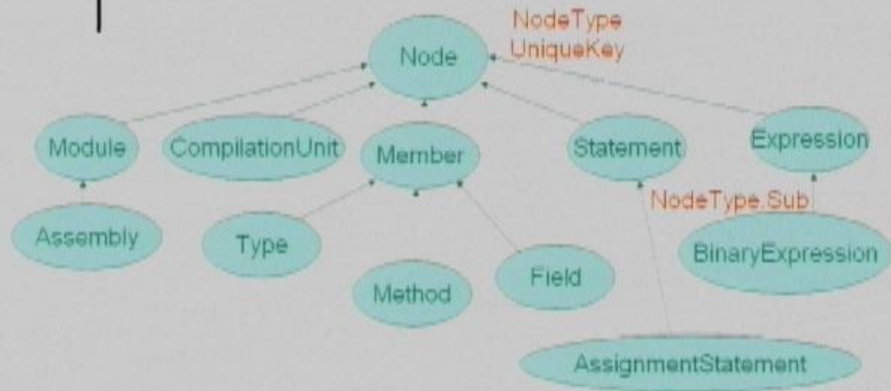 NodeType
UniqueKey
Node
Module
CompilationUnit
Member
Statement
Expression
NodeType.Sub
Assembly
Type
Method
Field
BinaryExpression
AssignmentStatement